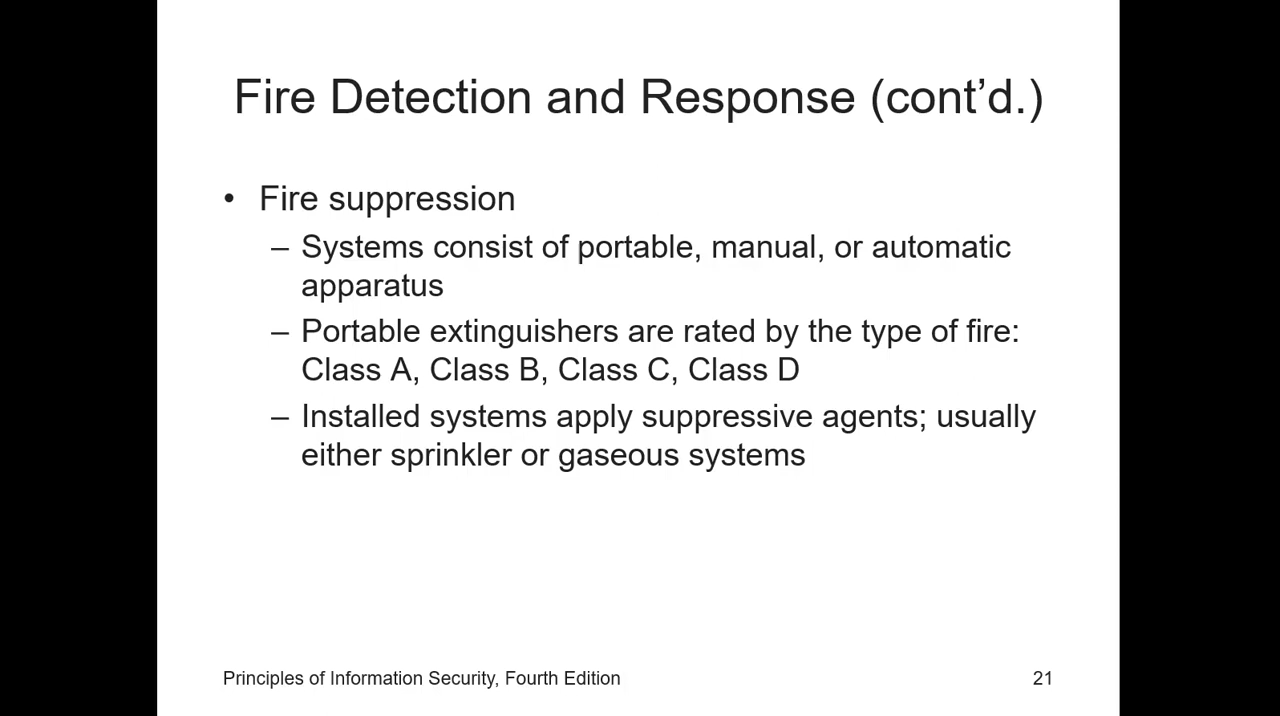 Fire Detection and Response (cont’d.)
• Fire suppression
– Systems consist of portable, manual, or automatic
apparatus
– Portable extinguishers are rated by the type of fire:
Class A, Class B, Class C, Class D
– Installed systems apply suppressive agents; usually
either sprinkler or gaseous systems
Principles of Information Security, Fourth Edition
21